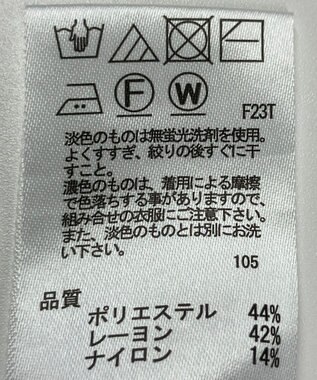 F W F23T
淡色のものは無蛍光洗剤を使用。
よくすすぎ、絞りの後すぐに干
すこと。
濃色のものは、着用による摩擦
で色落ちする事がありますので、
組み合せの衣服にご注意下さい。
また、淡色のものとは別にお洗
い下さい。
105
品質
ポリエステル 44%
レーヨン 42%
ナイロン 14%